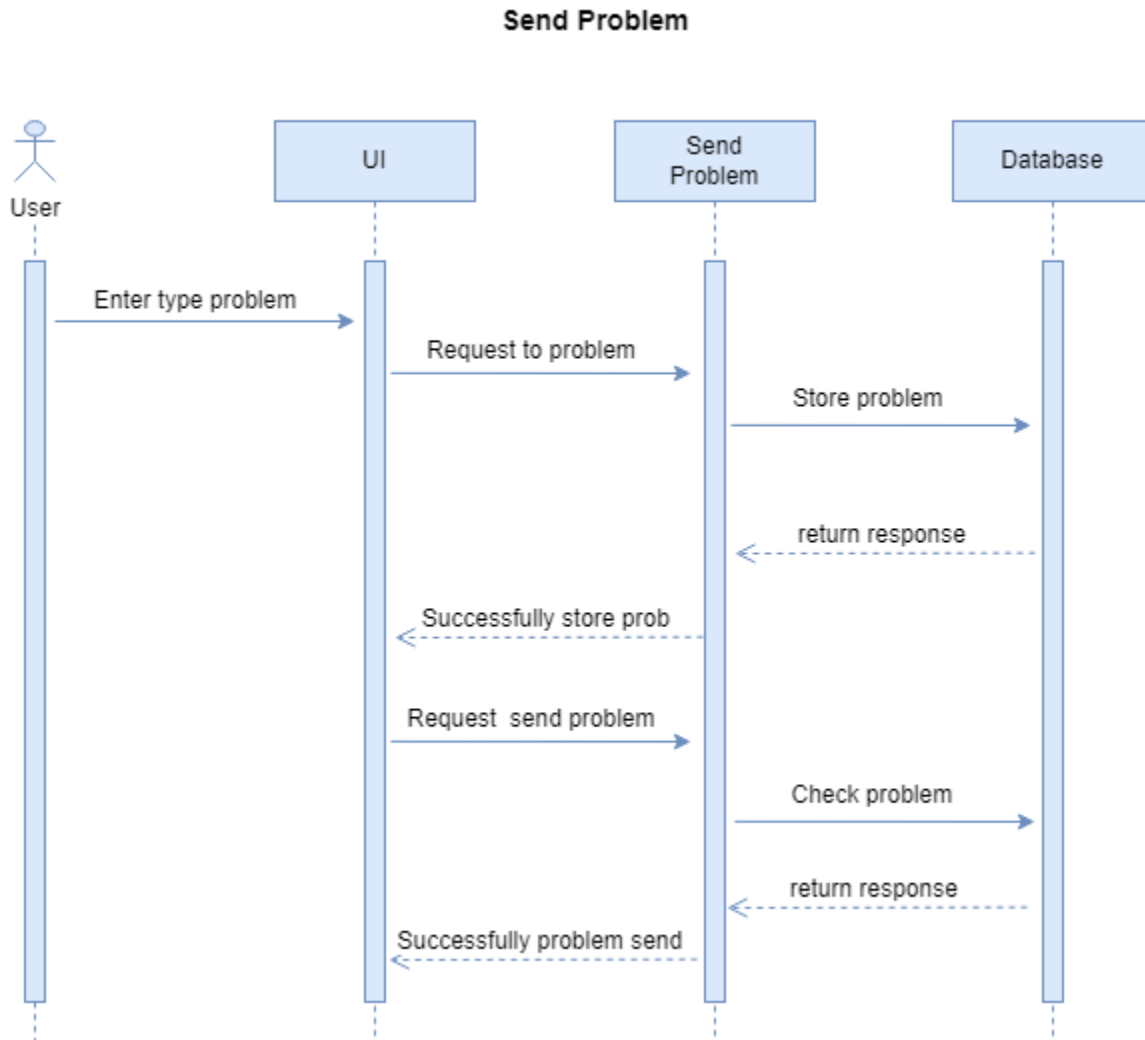 Send Problem
User
UI
Send
Problem
Database
Enter type problem
Request to problem
Store problem
return response
Successfully store prob
Request  send problem
Check problem
return response
Successfully problem send